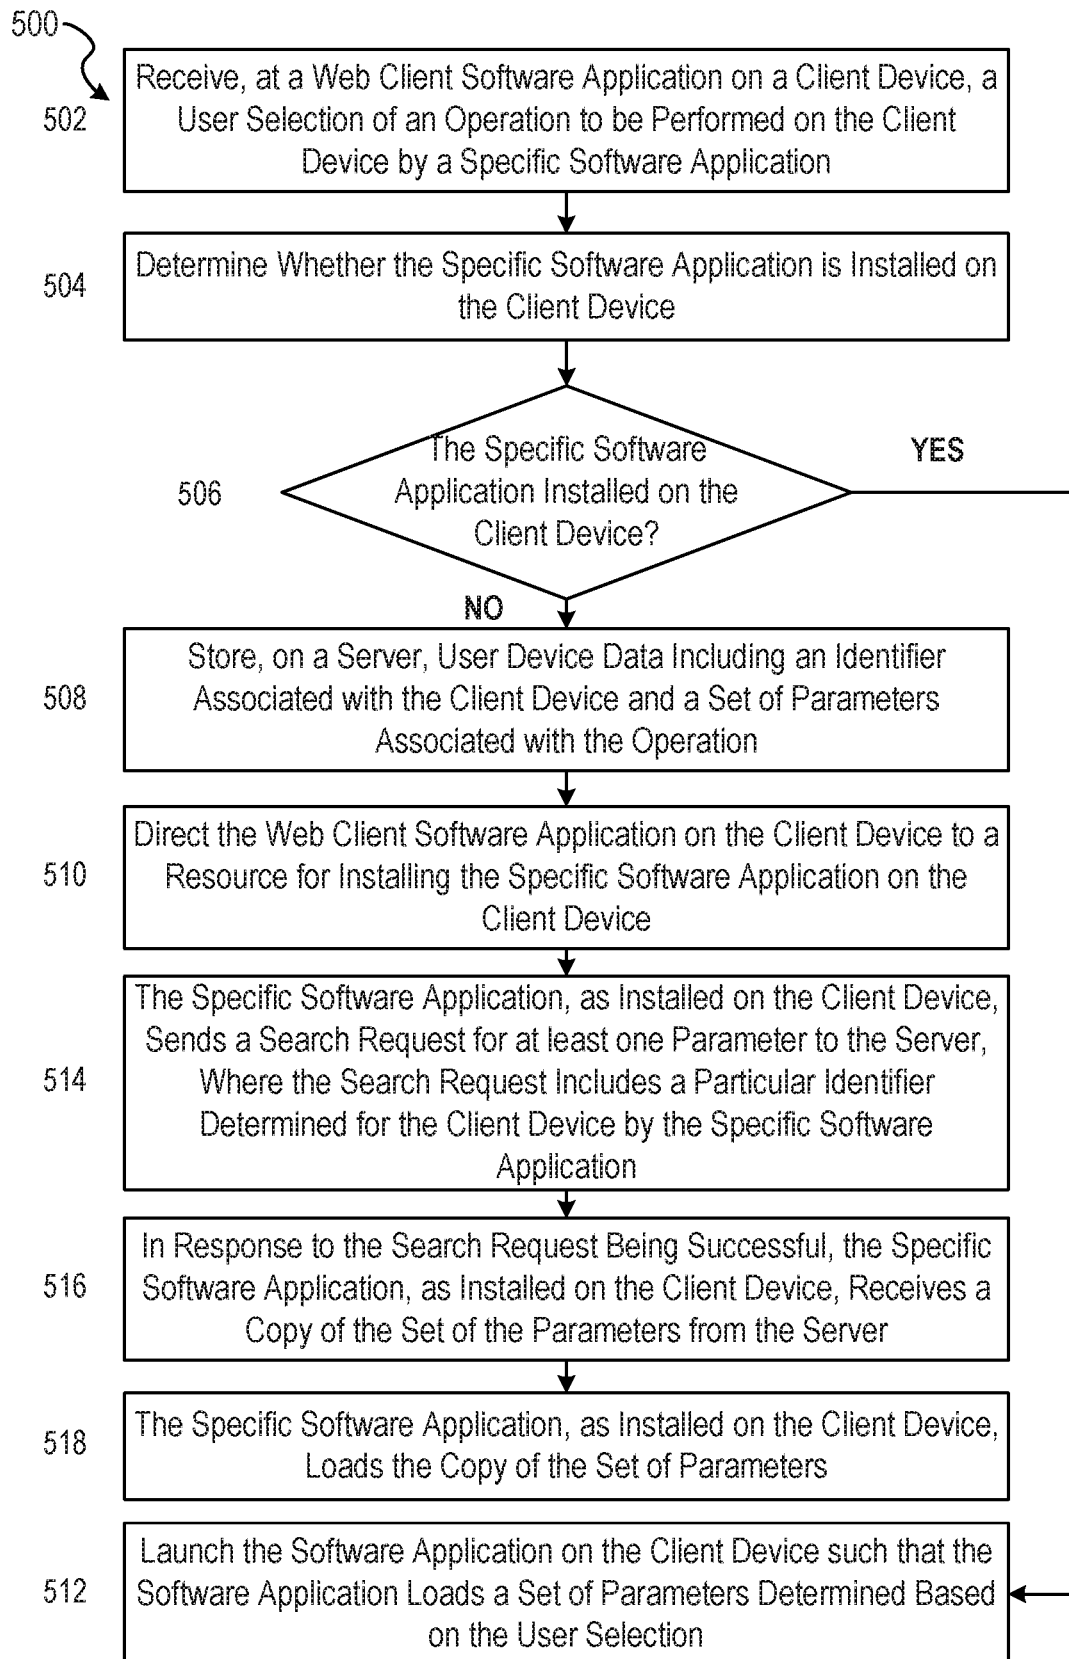 500
502
Receive, at a Web Client Software Application on a Client Device, a
User Selection of an Operation to be Performed on the Client
Device by a Specific Software Application
504
Determine Whether the Specific Software Application is Installed on
the Client Device
506
The Specific Software
Application Installed on the
Client Device?
YES
NO
508
Store, on a Server, User Device Data Including an Identifier
Associated with the Client Device and a Set of Parameters
Associated with the Operation
510
Direct the Web Client Software Application on the Client Device to a
Resource for Installing the Specific Software Application on the
Client Device
514
The Specific Software Application, as Installed on the Client Device,
Sends a Search Request for at least one Parameter to the Server,
Where the Search Request Includes a Particular Identifier
Determined for the Client Device by the Specific Software
Application
516
In Response to the Search Request Being Successful, the Specific
Software Application, as Installed on the Client Device, Receives a
Copy of the Set of the Parameters from the Server
518
The Specific Software Application, as Installed on the Client Device,
Loads the Copy of the Set of Parameters
512
Launch the Software Application on the Client Device such that the
Software Application Loads a Set of Parameters Determined Based
on the User Selection